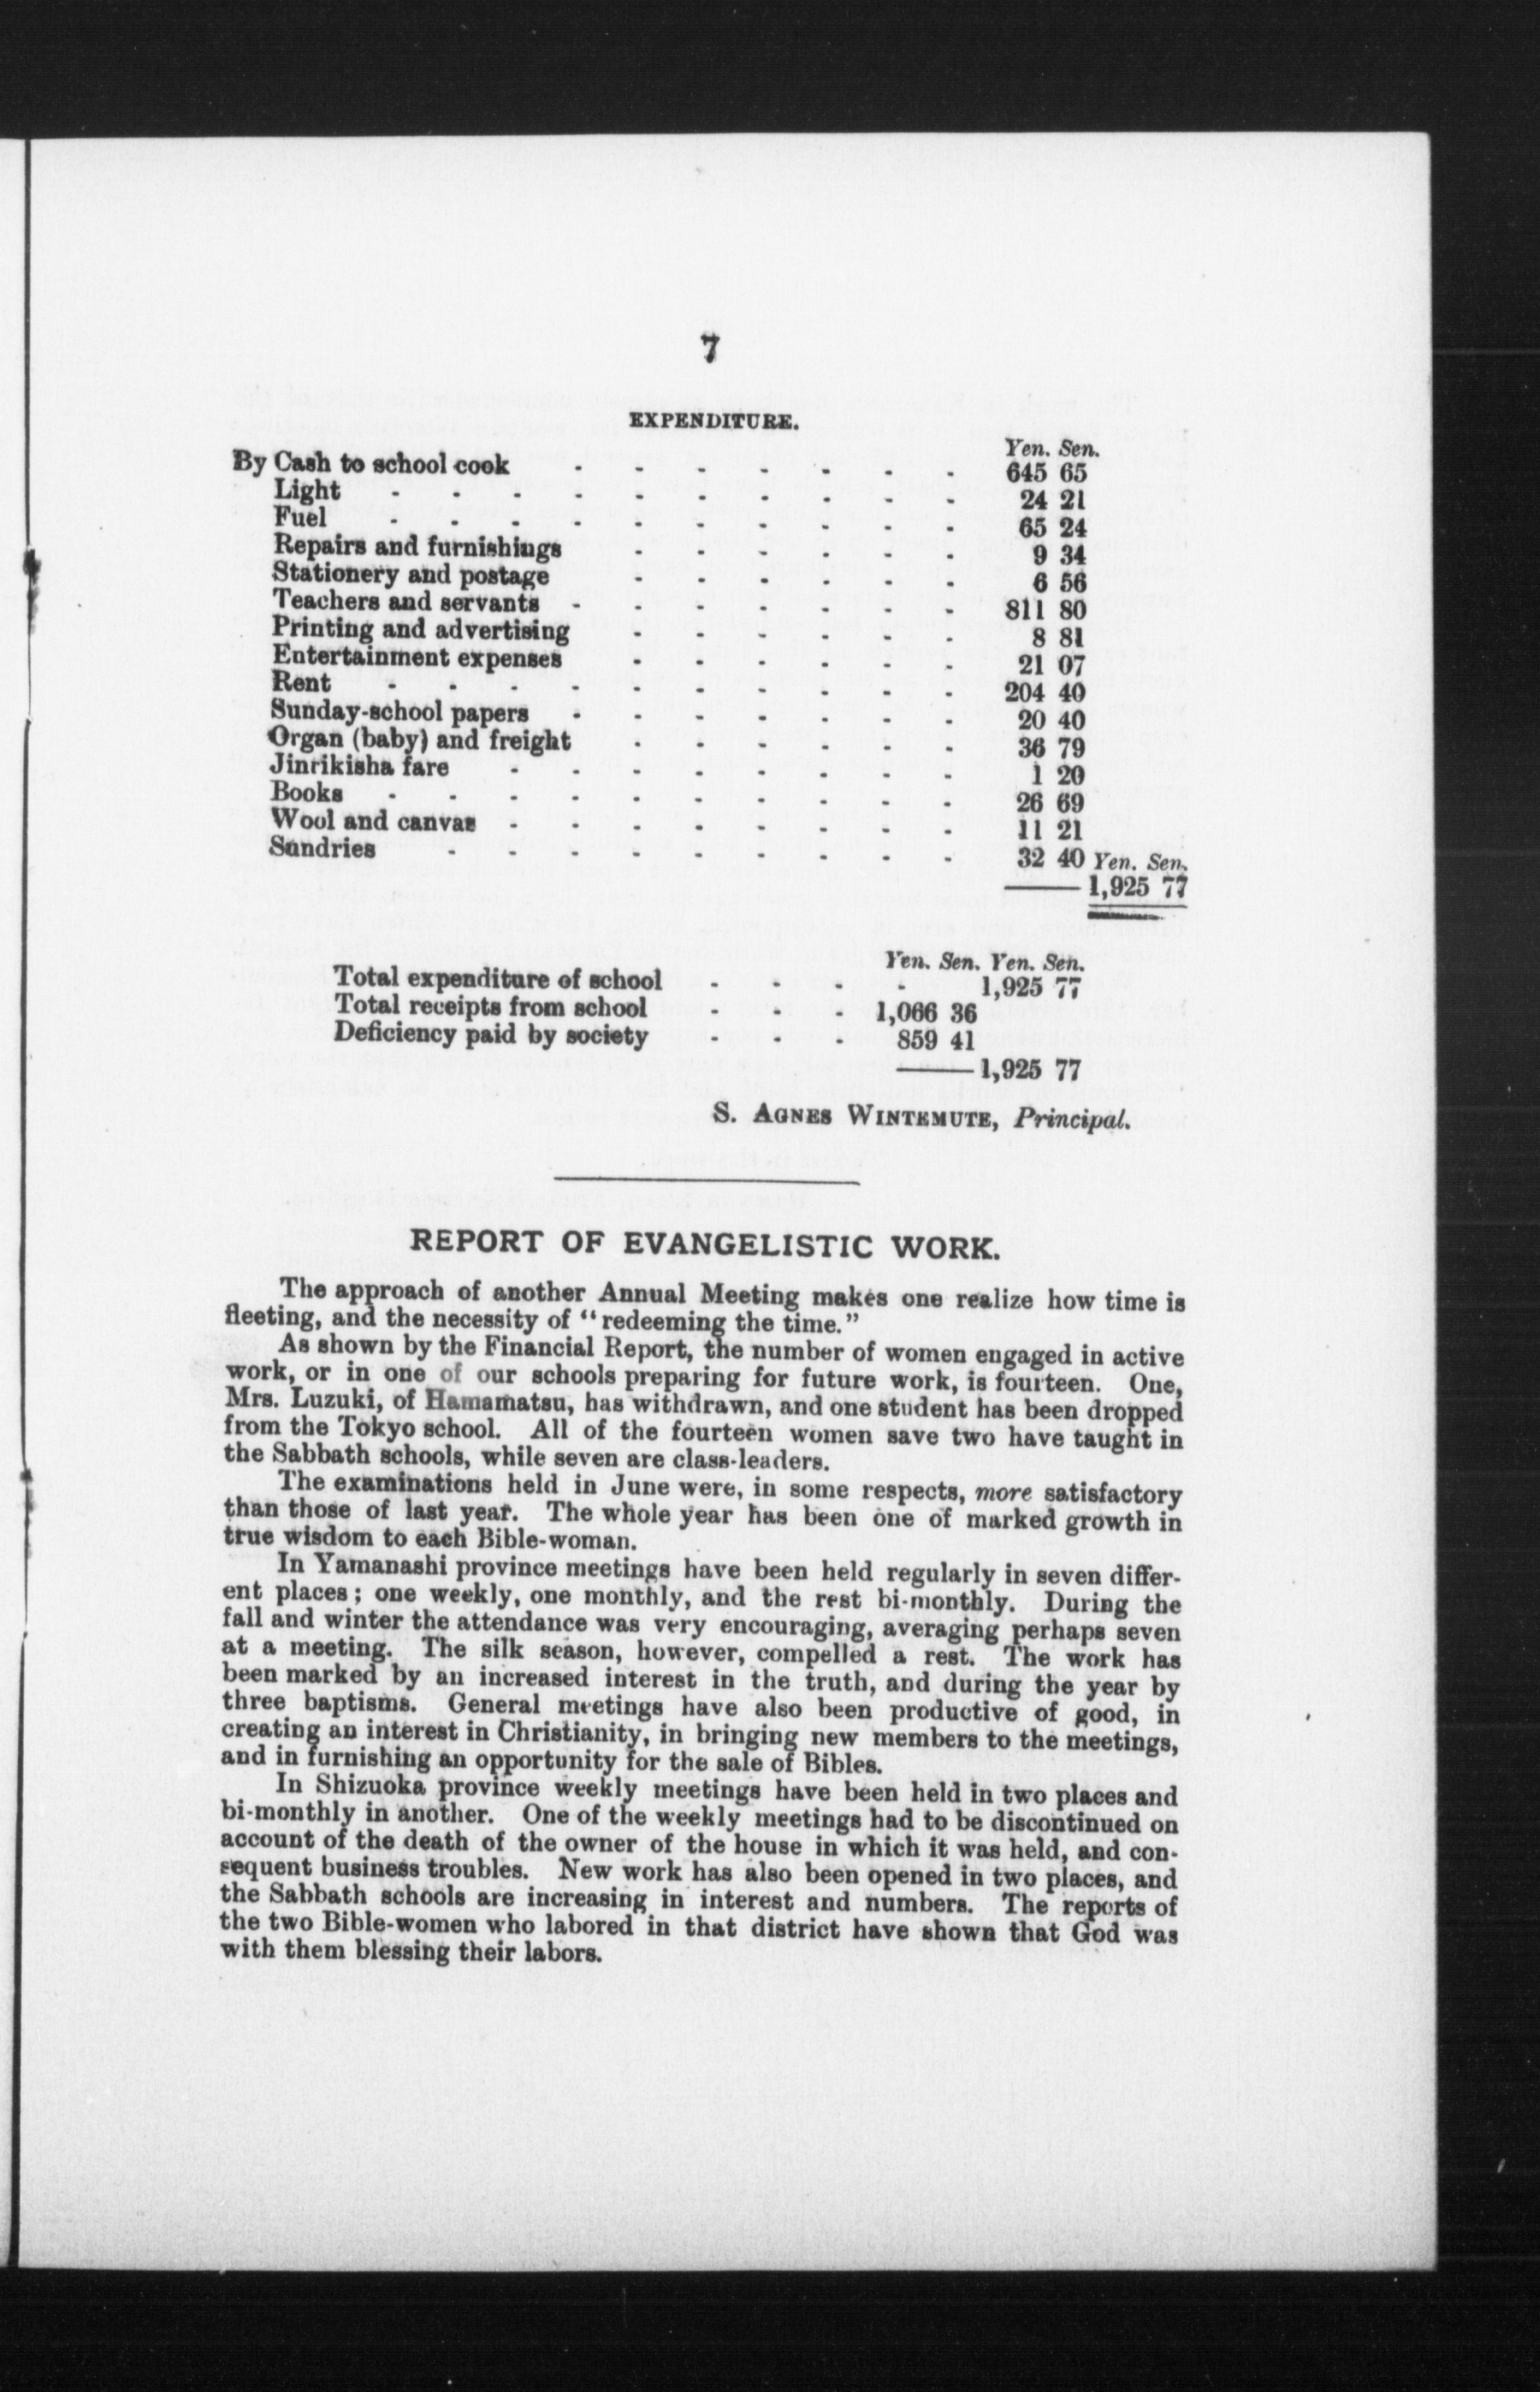 7
EXPENDITURE.
Yen. Sen.
By Cash to school cook - - - - - - - 645 65
Light - - - - - - - - - - 24 21
Fuel - - - - - - - - - - 65 24
Repairs and furnishings - - - - - - 9 34
Stationery and postage - - - - - - 6 56
Teachers and servants - - - - - - - 811 80
Printing and advertising - - - - - - 8 81
Entertainment expenses - - - - - - 21 07
Rent - - - - - - - - - - 204 40
Sunday-school papers - - - - - - - 20 40
Organ (baby) and freight - - - - - - 36 79
Jinrikisha fare - - - - - - - - 1 20
Books - - - - - - - - - - 26 69
Wool and canvas - - - - - - - - 11 21
Sundries - - - - - - - - - 32 40 Yen. Sen.
1,925 77
Yen. Sen. Yen. Sen.
Total expenditure of school - - - - 1,925 77
Total receipts from school - - - 1,066 36
Deficiency paid by society - - - 859 41
1,925 77
S. AGNES WINTEMUTE, Principal.
REPORT OF EVANGELISTIC WORK.
The approach of another Annual Meeting makes one realize how time is
fleeting, and the necessity of "redeeming the time."
As shown by the Financial Report, the number of women engaged in active
work, or in one of our schools preparing for future work, is fourteen. One,
Mrs. Luzuki, of Hamamatsu, has withdrawn, and one student has been dropped
from the Tokyo school. All of the fourteen women save two have taught in
the Sabbath schools, while seven are class-leaders.
The examinations held in June were, in some respects, more satisfactory
than those of last year. The whole year has been one of marked growth in
true wisdom to each Bible-woman.
In Yamanashi province meetings have been held regularly in seven differ-
ent places; one weekly, one monthly, and the rest bi-monthly. During the
fall and winter the attendance was very encouraging, averaging perhaps seven
at a meeting. The silk season, however, compelled a rest. The work has
been marked by an increased interest in the truth, and during the year by
three baptisms. General meetings have also been productive of good, in
creating an interest in Christianity, in bringing new members to the meetings,
and in furnishing an opportunity for the sale of Bibles.
In Shizuoka province weekly meetings have been held in two places and
bi-monthly in another. One of the weekly meetings had to be discontinued on
account of the death of the owner of the house in which it was held, and con-
sequent business troubles. New work has also been opened in two places, and
the Sabbath schools are increasing in interest and numbers. The reports of
the two Bible-women who labored in that district have shown that God was
with them blessing their labors.